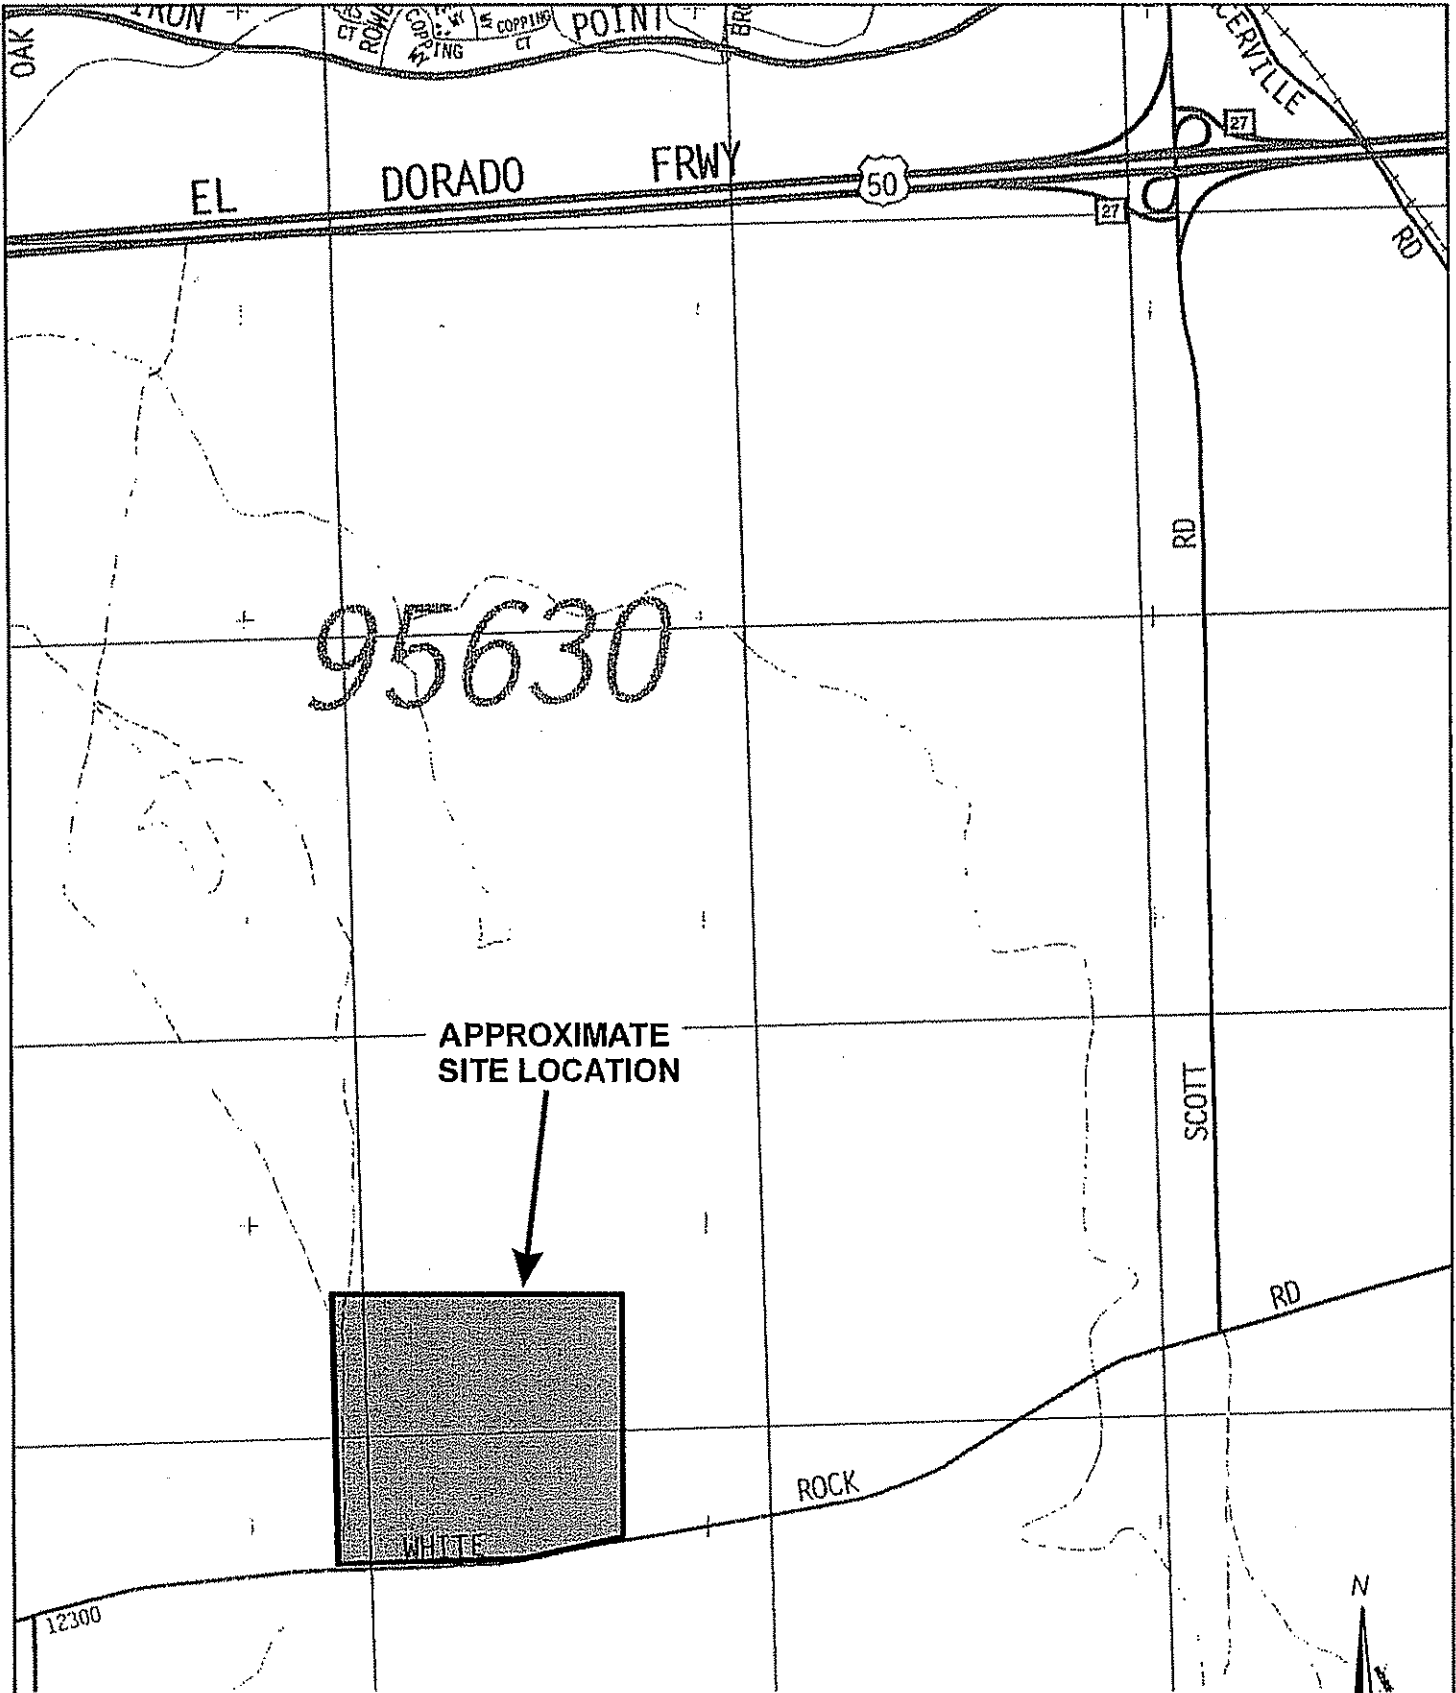 OAK
CT
COPPING
CT
POINT
27
EL DORADO FRWY
50
27
RD
RD
95630
APPROXIMATE
SITE LOCATION
SCOTT
RD
ROCK
WHITE
12300
N